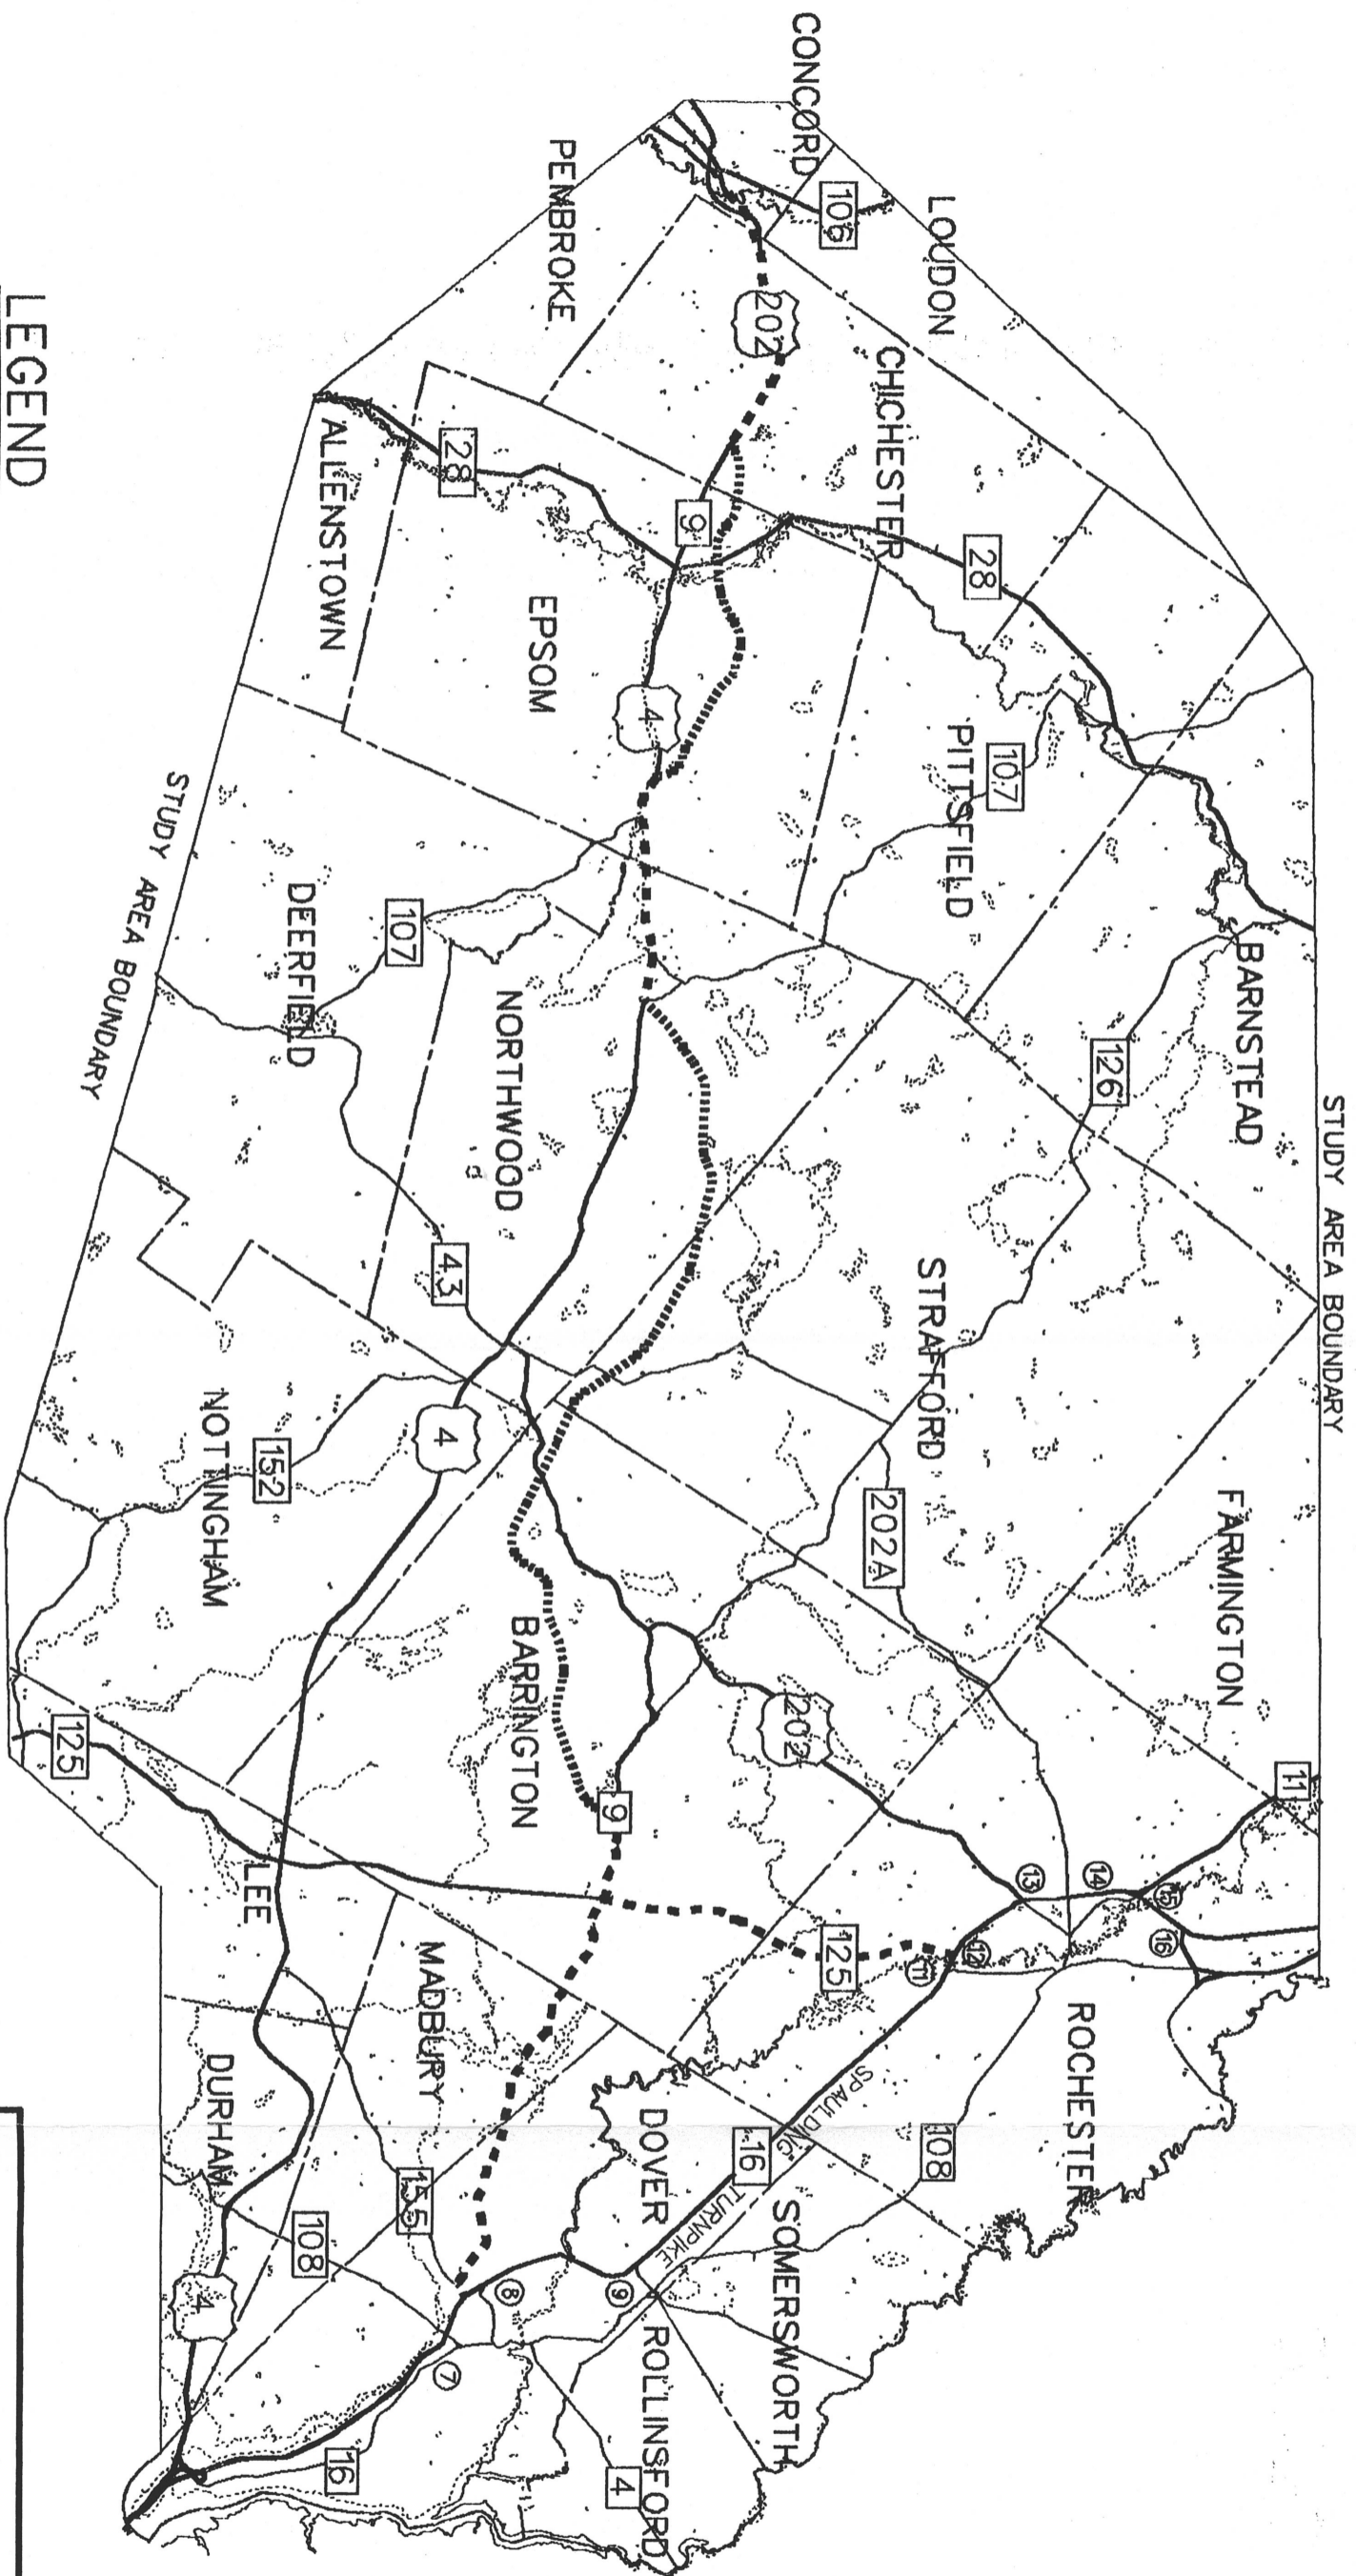 CONCORD
LOUDON
106
PEMBROKE
202
CHICHESTER
28
9
28
ALLENSTOWN
EPSOM
4
PITTSFIELD
107
BARNSTEAD
126
STUDY AREA BOUNDARY
STUDY AREA BOUNDARY
DEERFIELD
107
NORTHWOOD
43
STRAFFORD
202A
FARMINGTON
11
NOTTINGHAM
152
4
BARRINGTON
202
9
125
125
LEE
13
14
15
16
12
11
ROCHESTER
MADBURY
DURHAM
155
108
4
DOVER
SPAULDING
TURNPIKE
16
108
SOMERSWORTH
8
9
7
ROLLINSFORD
4
16
LEGEND